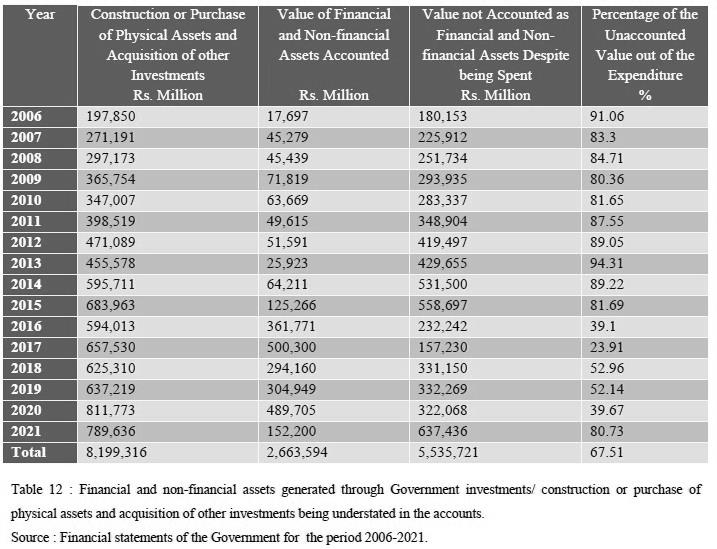 Year Construction or Purchase of Physical Assets and Acquisition of other Investments Rs. Million Value of Financial and Non-financial Assets Accounted Rs. Million Value not Accounted as Financial and Non-financial Assets Despite being Spent Rs. Million Percentage of the Unaccounted Value out of the Expenditure %
2006 197,850 17,697 180,153 91.06
2007 271,191 45,279 225,912 83.3
2008 297,173 45,439 251,734 84.71
2009 365,754 71,819 293,935 80.36
2010 347,007 63,669 283,337 81.65
2011 398,519 49,615 348,904 87.55
2012 471,089 51,591 419,497 89.05
2013 455,578 25,923 429,655 94.31
2014 595,711 64,211 531,500 89.22
2015 683,963 125,266 558,697 81.69
2016 594,013 361,771 232,242 39.1
2017 657,530 500,300 157,230 23.91
2018 625,310 294,160 331,150 52.96
2019 637,219 304,949 332,269 52.14
2020 811,773 489,705 322,068 39.67
2021 789,636 152,200 637,436 80.73
Total 8,199,316 2,663,594 5,535,721 67.51
Table 12 : Financial and non-financial assets generated through Government investments/ construction or purchase of
physical assets and acquisition of other investments being understated in the accounts.
Source : Financial statements of the Government for the period 2006-2021.